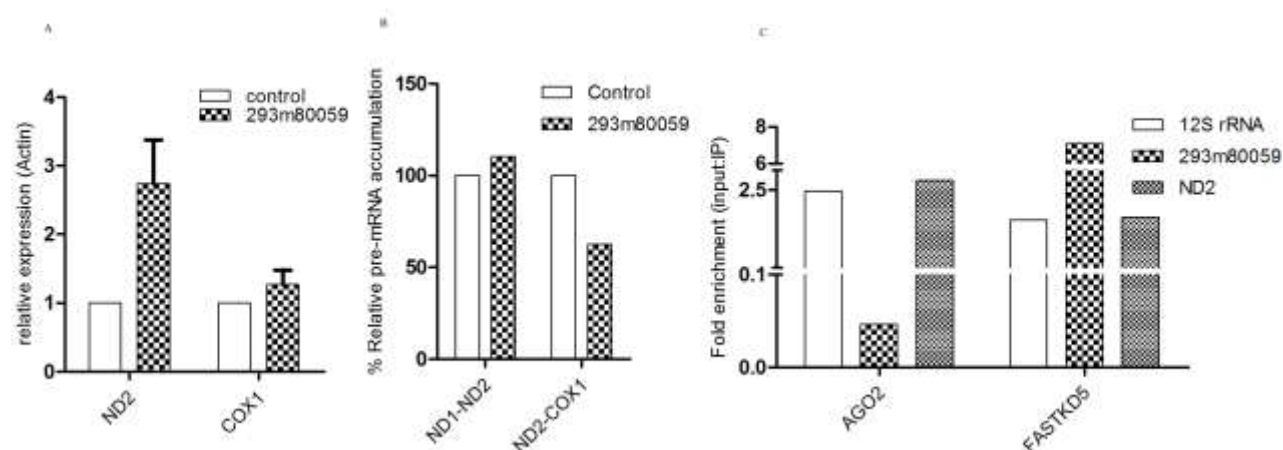 A
relative expression (Actin)
4
3
2
1
0
control
293m80059
ND2
COX1
B
% Relative pre-mRNA accumulation
150
100
50
0
Control
293m80059
ND1-ND2
ND2-COX1
C
Fold enrichment (input:IP)
8
6
2.5
0.1
0.0
12S rRNA
293m80059
ND2
AGO2
FASTKD5